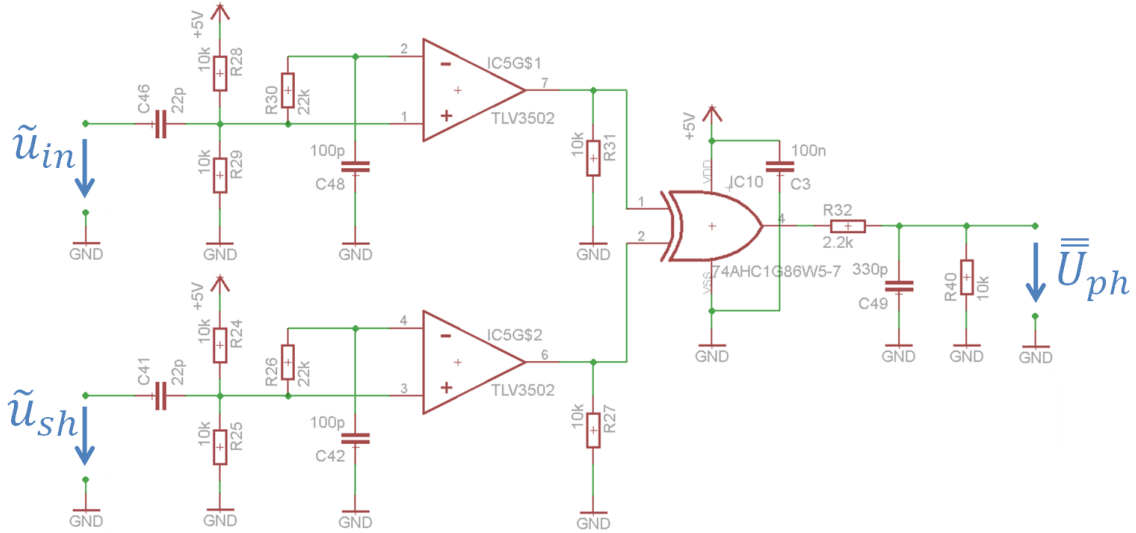 +5V
10k
R28
C46
22p
R30
22k
2
1
IC5G$1
7
TLV3502
ũ_in
10k
R29
100p
C48
10k
R31
GND
GND
GND
GND
+5V
100n
C3
VDD
IC10
1
2
4
74AHC1G86W5-7
VSS
GND
R32
2.2k
330p
C49
R40
10k
U̿_ph
GND
GND
GND
+5V
10k
R24
C41
22p
R26
22k
4
3
IC5G$2
6
TLV3502
ũ_sh
10k
R25
100p
C42
10k
R27
GND
GND
GND
GND